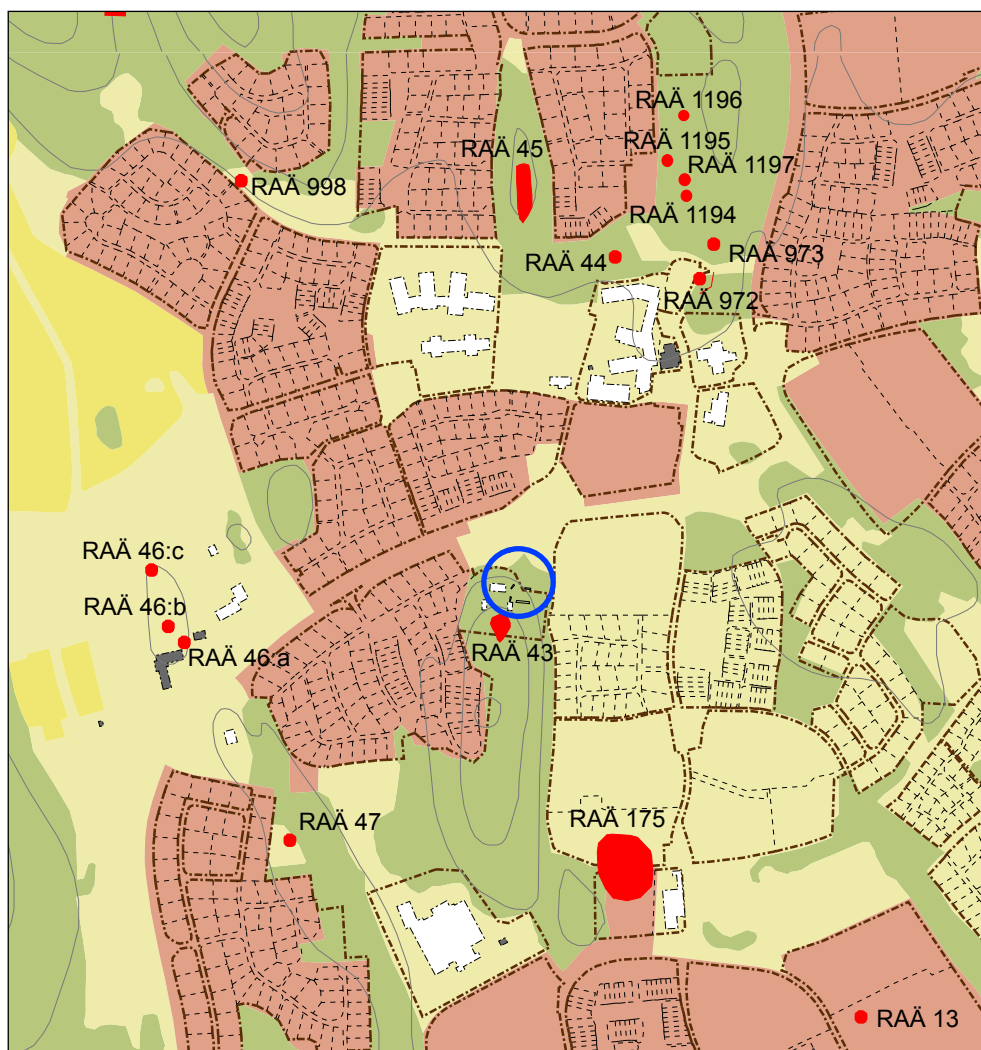 RAÄ 1196
RAÄ 1195
RAÄ 45
RAÄ 1197
RAÄ 998
RAÄ 1194
RAÄ 973
RAÄ 44
RAÄ 972
RAÄ 46:c
RAÄ 46:b
RAÄ 46:a
RAÄ 43
RAÄ 175
RAÄ 47
RAÄ 13